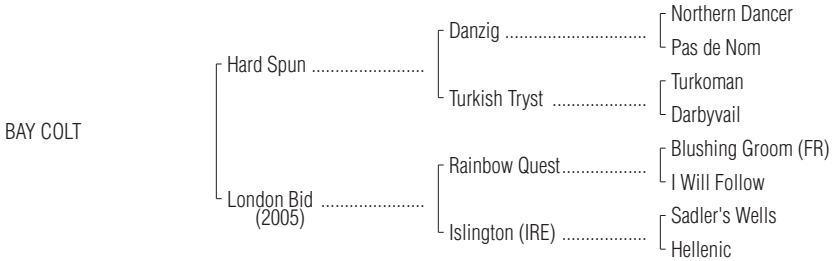 Northern Dancer
Danzig ..............................
Pas de Nom
Hard Spun ........................
Turkoman
Turkish Tryst ....................
Darbyvail
BAY COLT
Blushing Groom (FR)
Rainbow Quest..................
I Will Follow
London Bid ......................
(2005)
Sadler's Wells
Islington (IRE) ..................
Hellenic